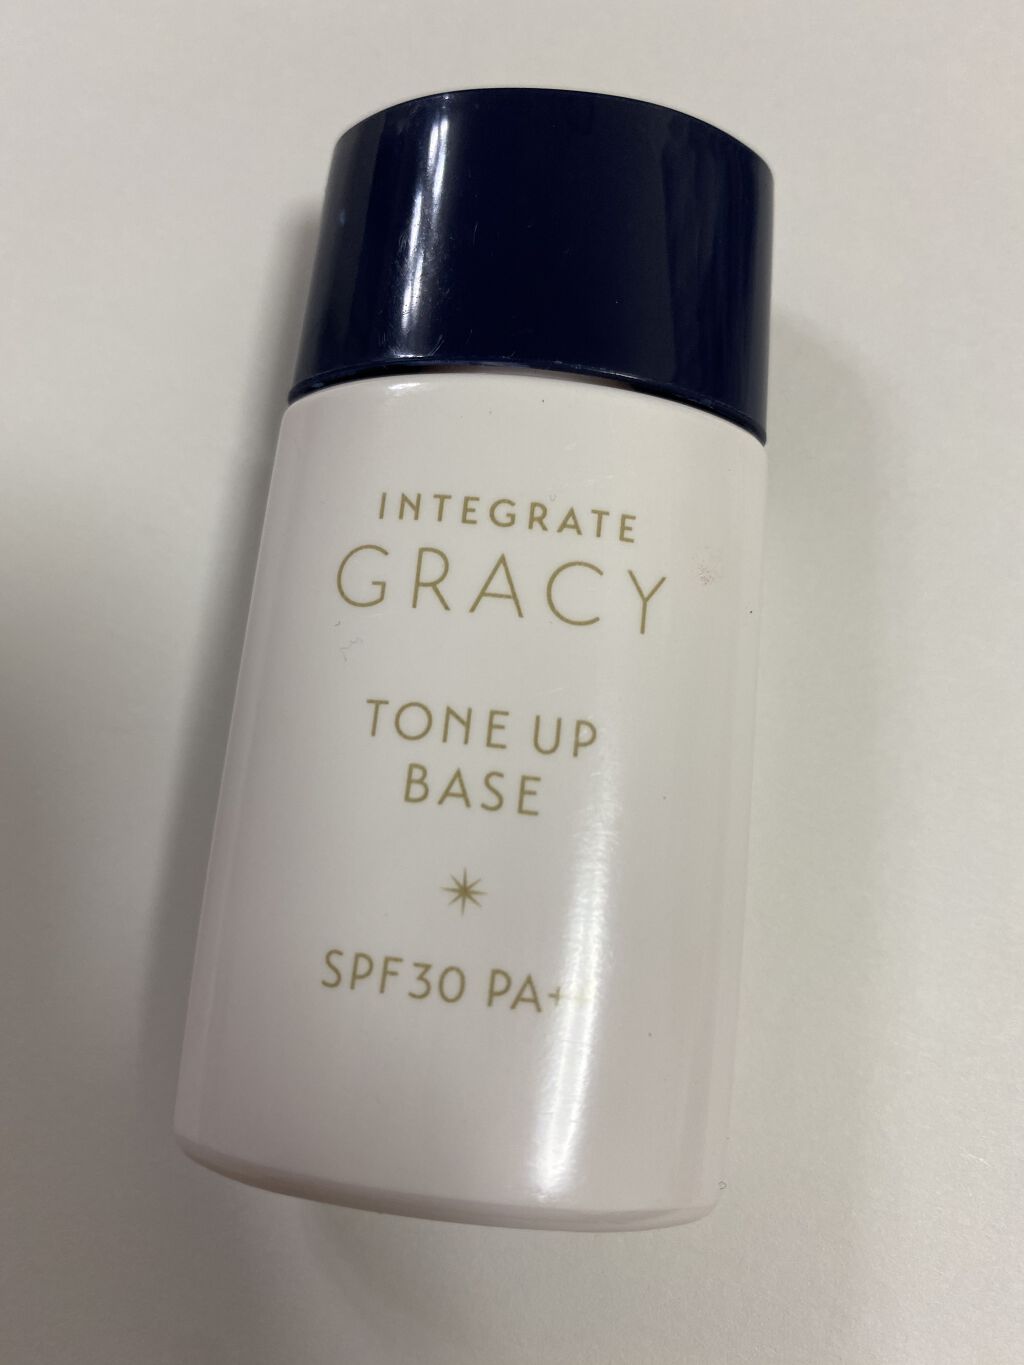 INTEGRATE
GRACY
TONE UP
BASE
SPF30 PA++